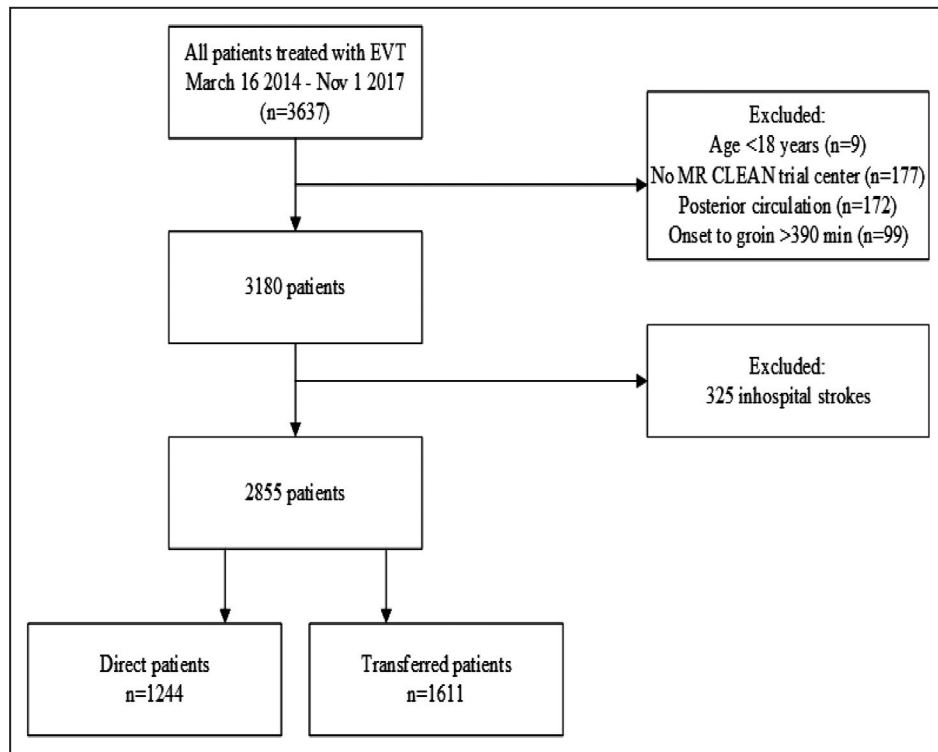 All patients treated with EVT
March 16 2014 - Nov 1 2017
(n=3637)
Excluded:
Age <18 years (n=9)
No MR CLEAN trial center (n=177)
Posterior circulation (n=172)
Onset to groin >390 min (n=99)
3180 patients
Excluded:
325 inhospital strokes
2855 patients
Direct patients
n=1244
Transferred patients
n=1611